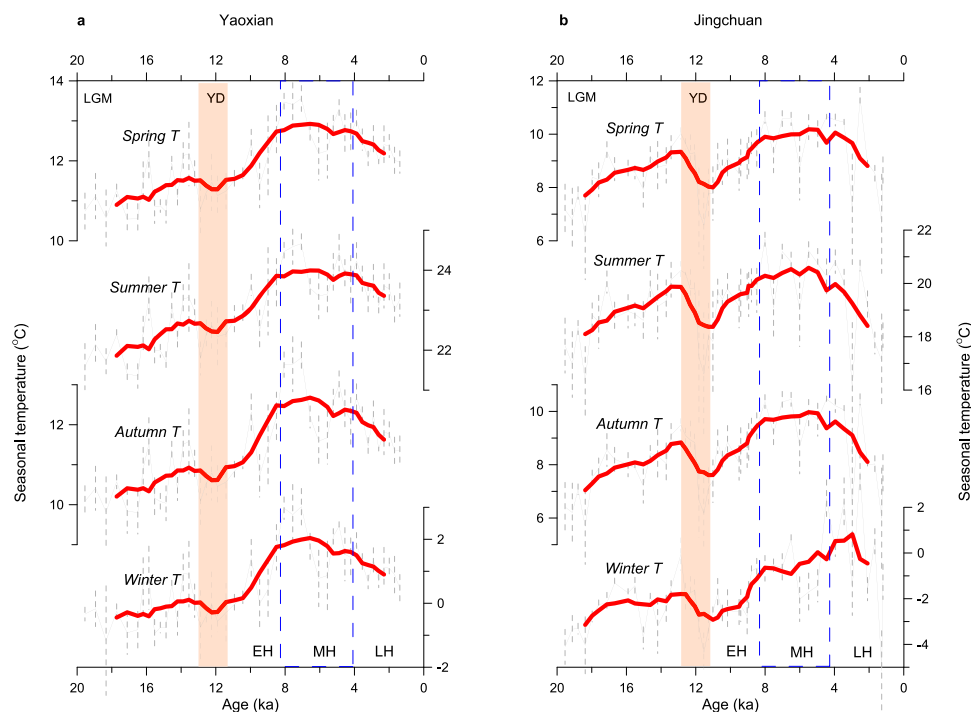 a Yaoxian
20 16 12 8 4 0
14
LGM YD
Spring T
12
10
24
Summer T
22
12
Autumn T
10
2
Winter T
0
EH MH LH
-2
20 16 12 8 4 0
Age (ka)
Seasonal temperature (°C)
b Jingchuan
20 16 12 8 4 0
12
LGM YD
10
Spring T
8
6
22
Summer T
20
18
16
10
Autumn T
8
6
2
0
Winter T
-2
-4
EH MH LH
20 16 12 8 4 0
Age (ka)
Seasonal temperature (°C)